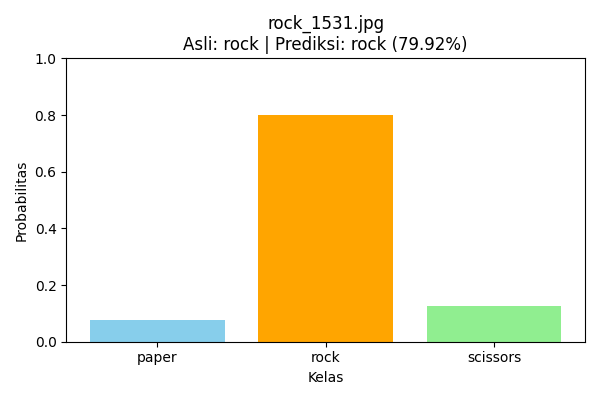 rock_1531.jpg
Asli: rock | Prediksi: rock (79.92%)
1.0
0.8
0.6
0.4
0.2
0.0
Probabilitas
paper
rock
scissors
Kelas